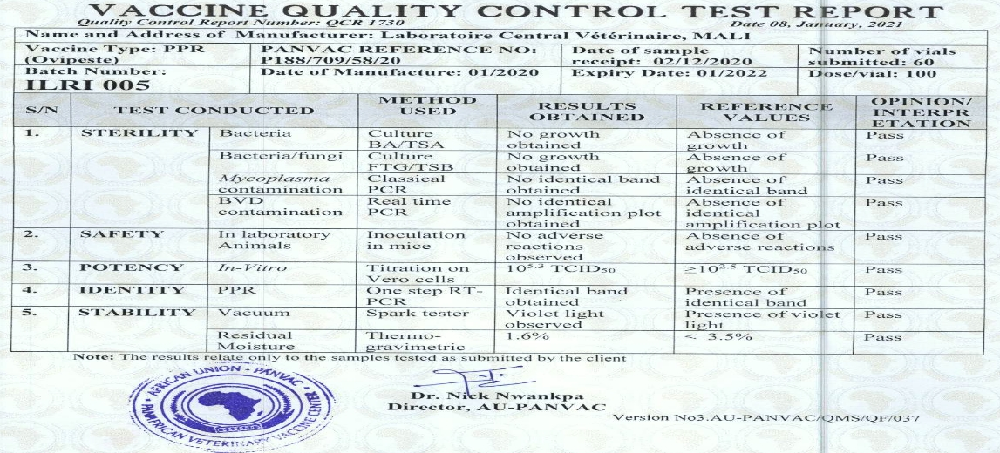 VACCINE QUALITY CONTROL TEST REPORT
Quality Control Report Number: QCR 1730
Date 08, January, 2021
Name and Address of Manufacturer: Laboratoire Central Vétérinaire, MALI
Vaccine Type: PPR
(Ovipeste)
PANVAC REFERENCE NO:
P188/709/58/20
Date of sample
receipt: 02/12/2020
Number of vials
submitted: 60
Batch Number:
ILRI 005
Date of Manufacture: 01/2020
Expiry Date: 01/2022
Dose/vial: 100
S/N
TEST CONDUCTED
METHOD
USED
RESULTS
OBTAINED
REFERENCE
VALUES
OPINION/
INTERPR
ETATION
1.
STERILITY
Bacteria
Culture
BA/TSA
No growth
obtained
Absence of
growth
Pass
Bacteria/fungi
Culture
FTG/TSB
No growth
obtained
Absence of
growth
Pass
Mycoplasma
contamination
Classical
PCR
No identical band
obtained
Absence of
identical band
Pass
BVD
contamination
Real time
PCR
No identical
amplification plot
obtained
Absence of
identical
amplification plot
Pass
2.
SAFETY
In laboratory
Animals
Inoculation
in mice
No adverse
reactions
observed
Absence of
adverse reactions
Pass
3.
POTENCY
In-Vitro
Titration on
Vero cells
10⁵·³ TCID₅₀
≥10²·⁵ TCID₅₀
Pass
4.
IDENTITY
PPR
One step RT-
PCR
Identical band
obtained
Presence of
identical band
Pass
5.
STABILITY
Vacuum
Spark tester
Violet light
observed
Presence of violet
light
Pass
Residual
Moisture
Thermo-
gravimetric
1.6%
< 3.5%
Pass
Note: The results relate only to the samples tested as submitted by the client
AFRICAN UNION - PANVAC
PANAFRICAN VETERINARY VACCINE CENTRE
Dr. Nick Nwankpa
Director, AU-PANVAC
Version No3.AU-PANVAC/QMS/QF/037